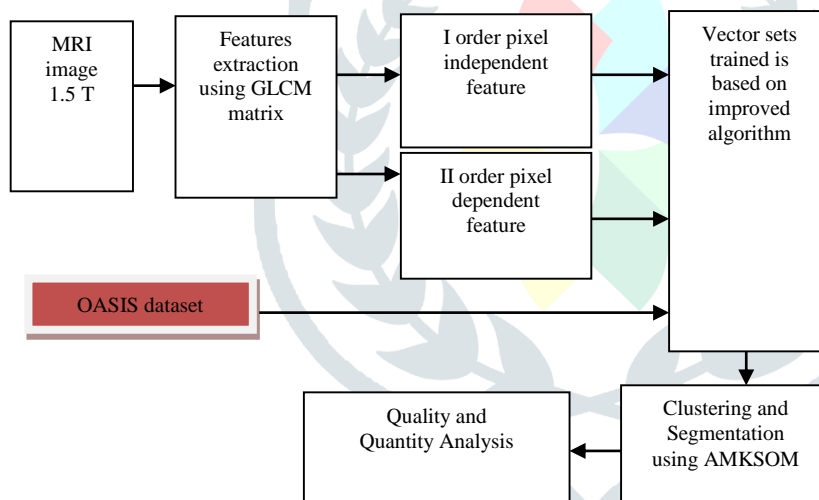 MRI
image
1.5 T
Features
extraction
using GLCM
matrix
I order pixel
independent
feature
II order pixel
dependent
feature
Vector sets
trained is
based on
improved
algorithm
OASIS dataset
Clustering and
Segmentation
using AMKSOM
Quality and
Quantity Analysis